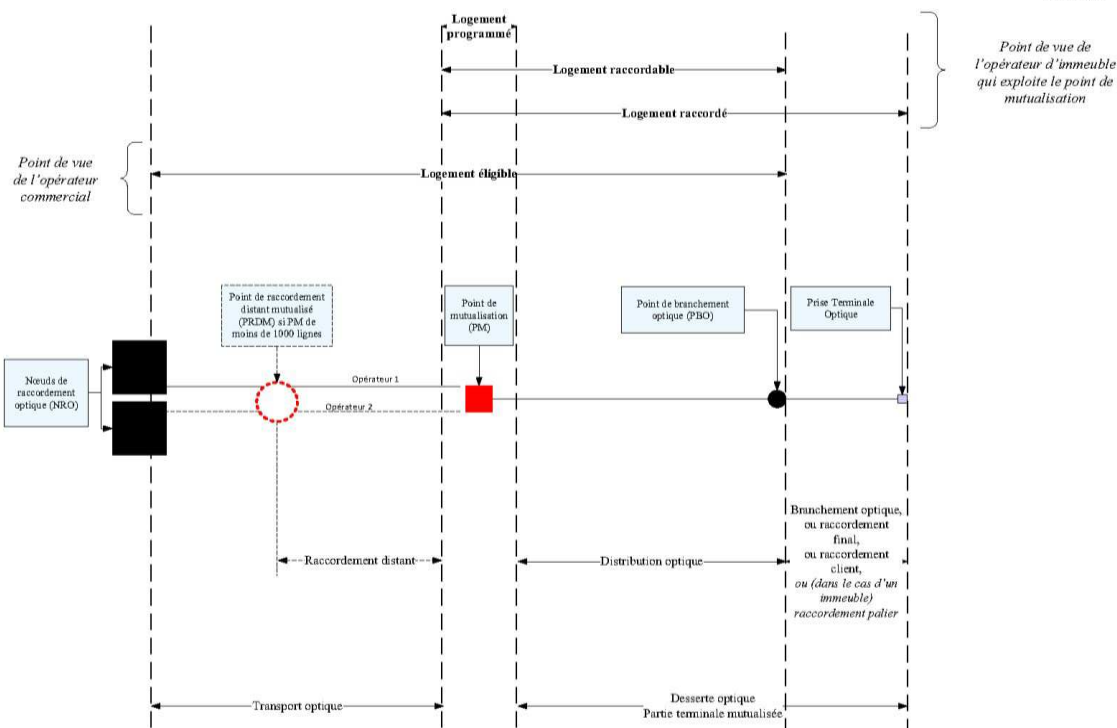 Logement
programmé
Logement raccordable
Logement raccordé
Point de vue de
l'opérateur d'immeuble
qui exploite le point de
mutualisation
Point de vue
de l'opérateur
commercial
Logement éligible
Point de raccordement
distant mutualisé
(PRDM) si PM de
moins de 1000 lignes
Point de
mutualisation
(PM)
Point de branchement
optique (PBO)
Prise Terminale
Optique
Nœuds de
raccordement
optique (NRO)
Opérateur 1
Opérateur 2
Raccordement distant
Distribution optique
Branchement optique,
ou raccordement
final,
ou raccordement
client,
ou (dans le cas d'un
immeuble)
raccordement palier
Transport optique
Desserte optique
Partie terminale mutualisée